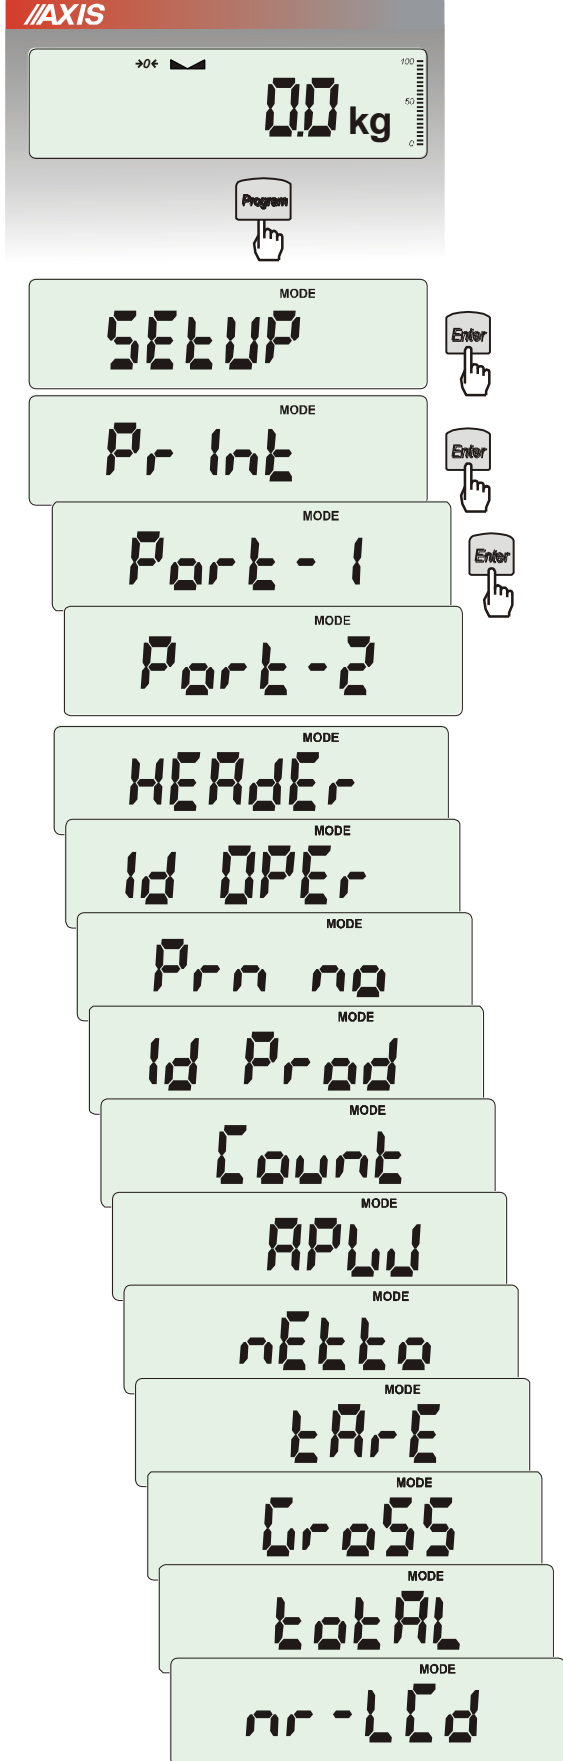 AXIS
→0←
100
50
0
0.0 kg
Program
MODE
SEtUP
Enter
MODE
Pr Int
Enter
MODE
Port-1
Enter
MODE
Port-2
MODE
HEAdEr
MODE
Id OPEr
MODE
Prn no
MODE
Id Prod
MODE
Count
MODE
APW
MODE
nEtto
MODE
tArE
MODE
GroSS
MODE
totAL
MODE
nr-LCd